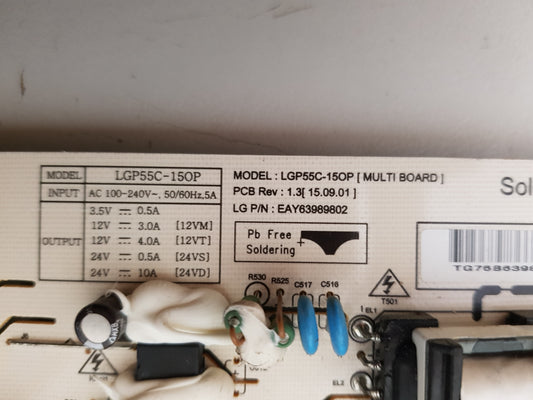 MODEL LGP55C-15OP
INPUT AC 100-240V~, 50/60Hz,5A
OUTPUT
3.5V ⎓ 0.5A
12V ⎓ 3.0A [12VM]
12V ⎓ 4.0A [12VT]
24V ⎓ 0.5A [24VS]
24V ⎓ 10A [24VD]
MODEL : LGP55C-15OP [ MULTI BOARD ]
PCB Rev : 1.3[ 15.09.01 ]
LG P/N : EAY63989802
Pb Free
Soldering
Sol
R530 R525 C517 C516
T501
EL1
EL2